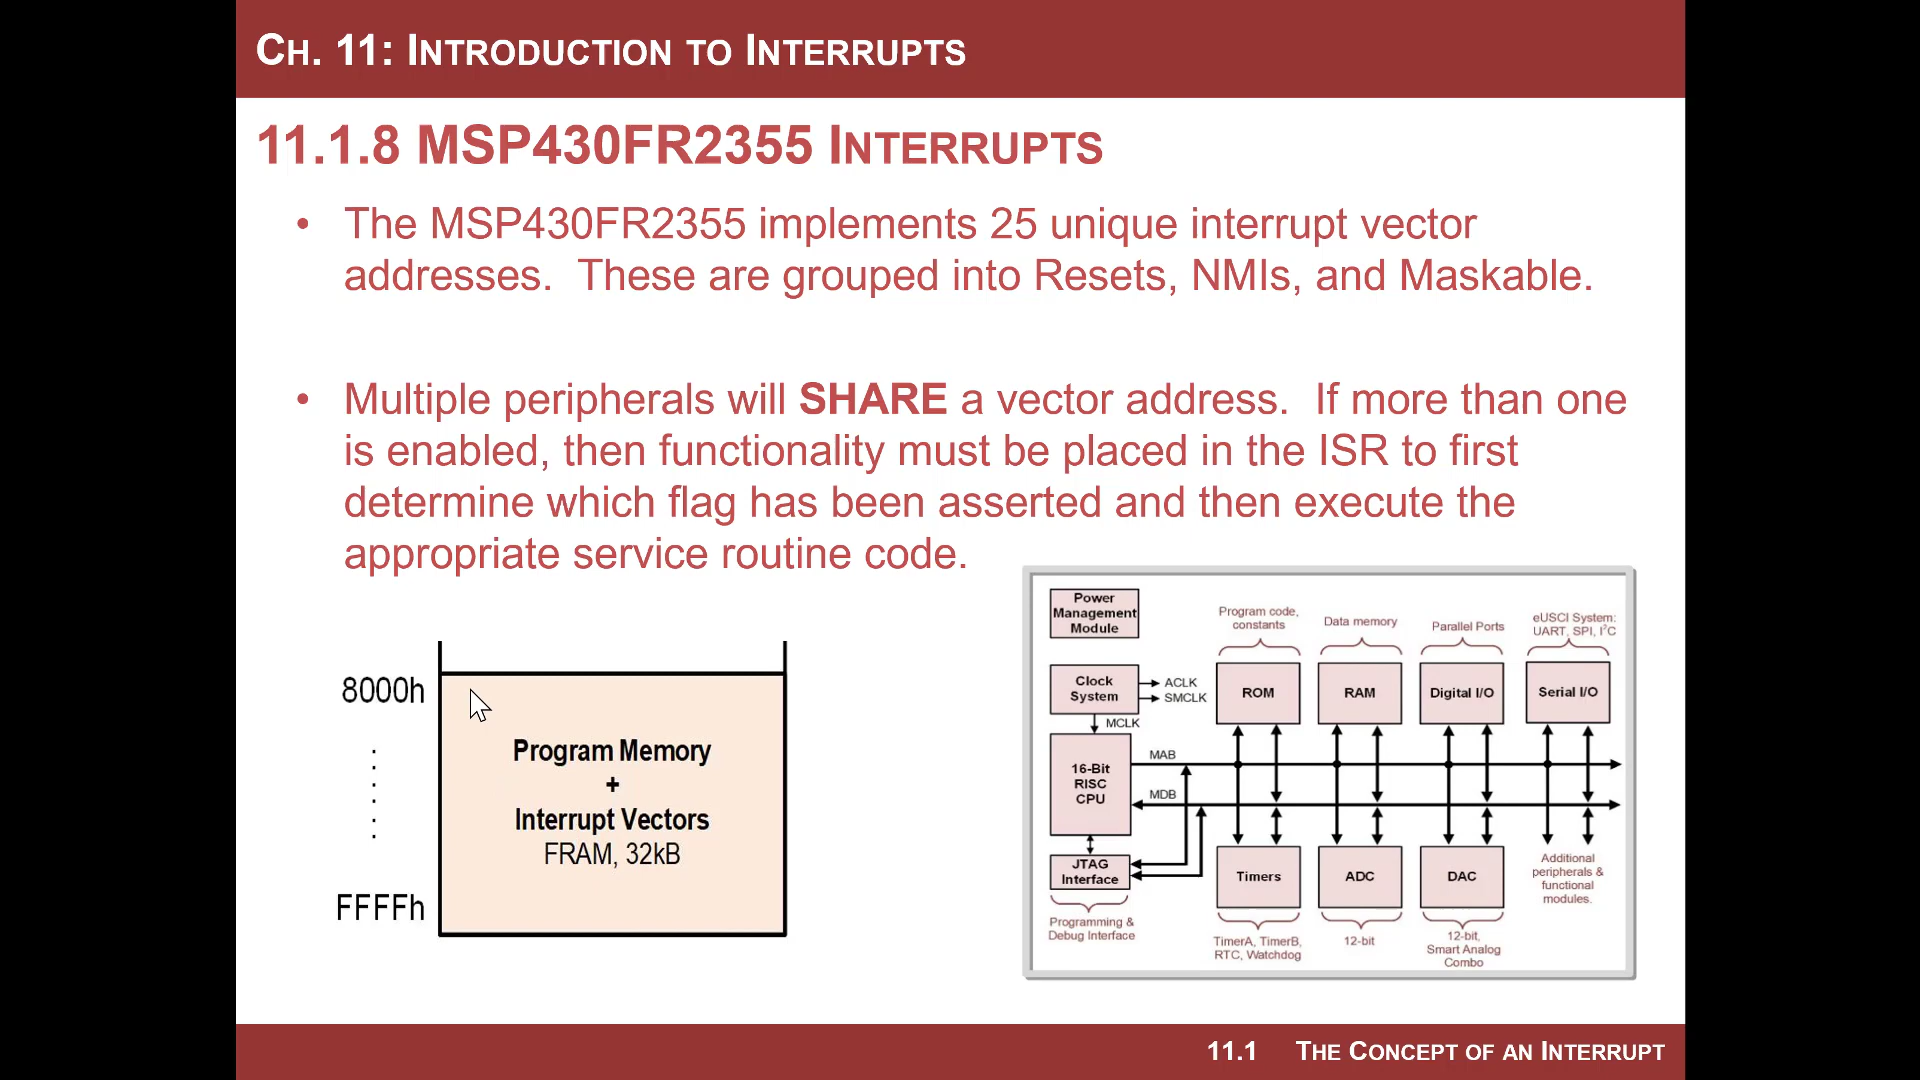 CH. 11: INTRODUCTION TO INTERRUPTS
11.1.8 MSP430FR2355 INTERRUPTS
• The MSP430FR2355 implements 25 unique interrupt vector
addresses. These are grouped into Resets, NMIs, and Maskable.
• Multiple peripherals will SHARE a vector address. If more than one
is enabled, then functionality must be placed in the ISR to first
determine which flag has been asserted and then execute the
appropriate service routine code.
8000h
FFFFh
Program Memory
+
Interrupt Vectors
FRAM, 32kB
Power
Management
Module
Program code,
constants
Data memory
Parallel Ports
eUSCI System:
UART, SPI, I²C
Clock
System
ACLK
SMCLK
MCLK
ROM
RAM
Digital I/O
Serial I/O
16-Bit
RISC
CPU
MAB
MDB
JTAG
Interface
Timers
ADC
DAC
Additional
peripherals &
functional
modules.
Programming &
Debug Interface
TimerA, TimerB,
RTC, Watchdog
12-bit
12-bit,
Smart Analog
Combo
11.1 THE CONCEPT OF AN INTERRUPT